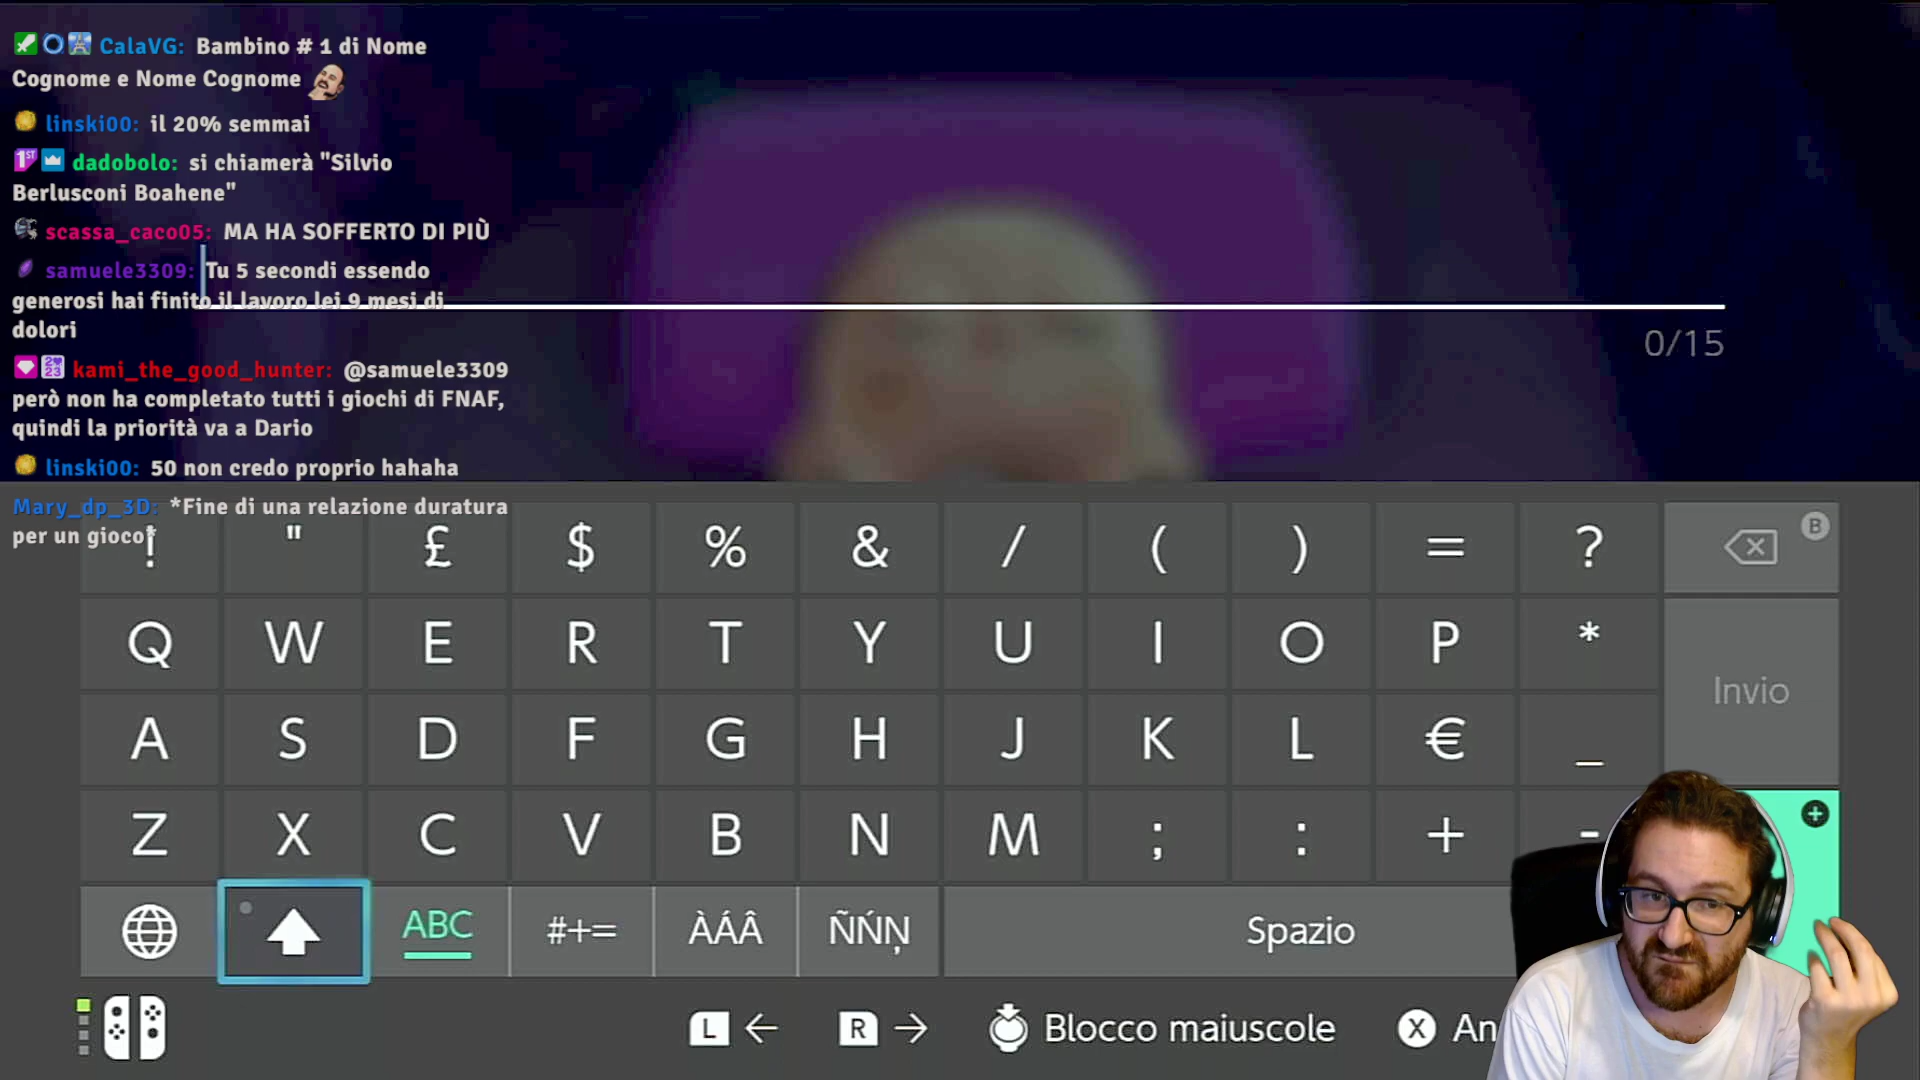 CalaVG: Bambino # 1 di Nome
Cognome e Nome Cognome
linski00: il 20% semmai
1ST dadobolo: si chiamerà "Silvio
Berlusconi Boahene"
scassa_caco05: MA HA SOFFERTO DI PIÙ
samuele3309: Tu 5 secondi essendo
generosi hai finito il lavoro lei 9 mesi di
dolori
0/15
kami_the_good_hunter: @samuele3309
però non ha completato tutti i giochi di FNAF,
quindi la priorità va a Dario
linski00: 50 non credo proprio hahaha
Mary_dp_3D: *Fine di una relazione duratura
per un gioco*
! " £ $ % & / ( ) = ? B
Q W E R T Y U I O P *
Invio
A S D F G H J K L € _
Z X C V B N M ; : + - +
ABC #+= ÀÁÂ ÑŃŅ Spazio
L ← R → Blocco maiuscole X An